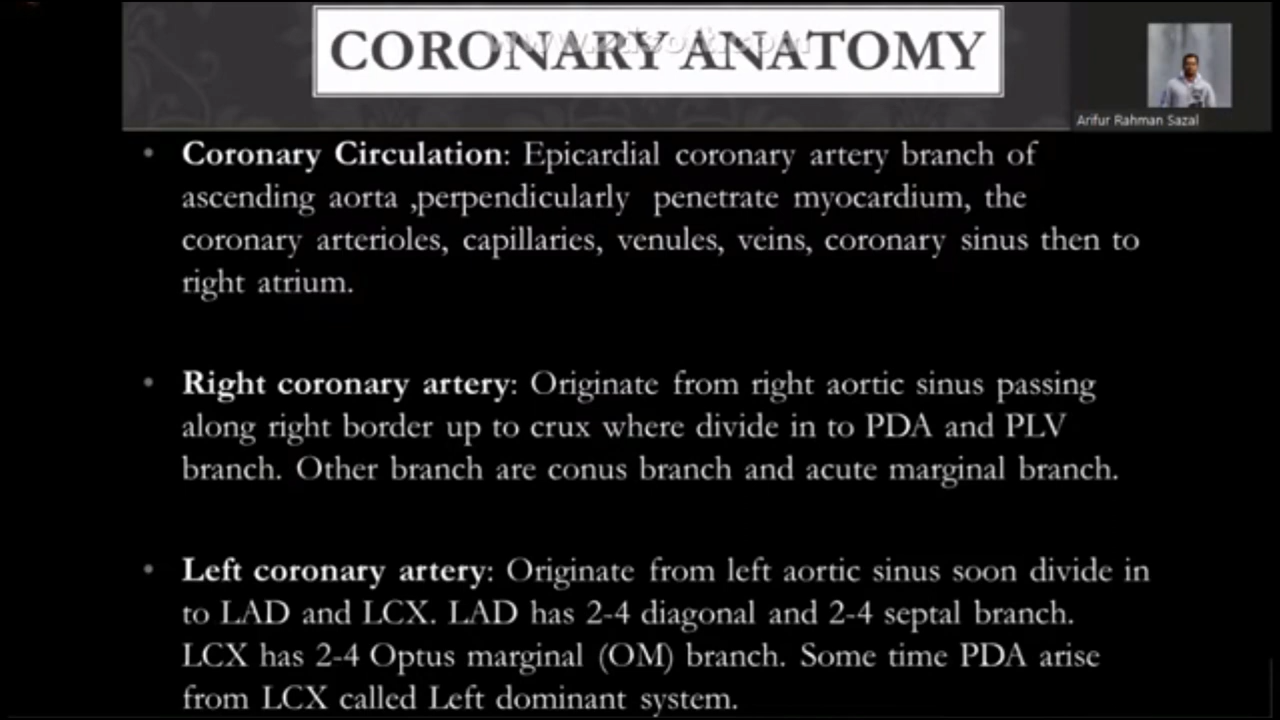 CORONARY ANATOMY
Arifur Rahman Sazal
• Coronary Circulation: Epicardial coronary artery branch of
ascending aorta ,perpendicularly penetrate myocardium, the
coronary arterioles, capillaries, venules, veins, coronary sinus then to
right atrium.
• Right coronary artery: Originate from right aortic sinus passing
along right border up to crux where divide in to PDA and PLV
branch. Other branch are conus branch and acute marginal branch.
• Left coronary artery: Originate from left aortic sinus soon divide in
to LAD and LCX. LAD has 2-4 diagonal and 2-4 septal branch.
LCX has 2-4 Optus marginal (OM) branch. Some time PDA arise
from LCX called Left dominant system.